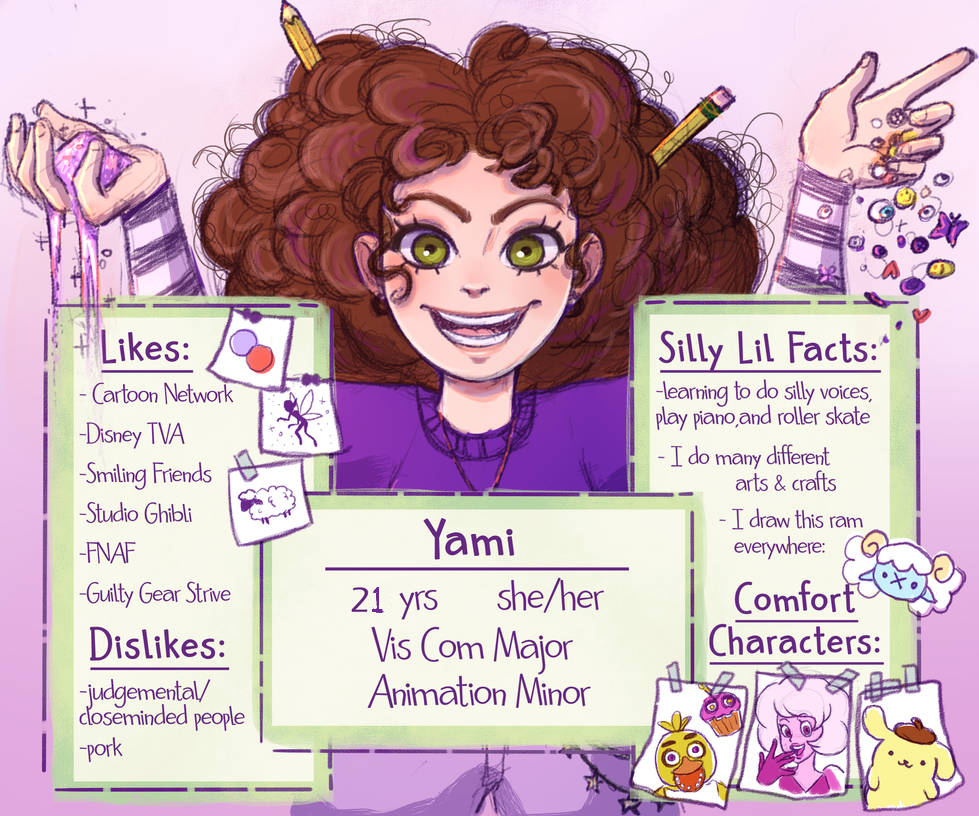 Likes:
- Cartoon Network
-Disney TVA
-Smiling Friends
-Studio Ghibli
-FNAF
-Guilty Gear Strive
Dislikes:
-judgemental/
closeminded people
-pork
Yami
21 yrs she/her
Vis Com Major
Animation Minor
Silly Lil Facts:
-learning to do silly voices,
play piano,and roller skate
- I do many different
arts & crafts
- I draw this ram
everywhere:
Comfort
Characters: